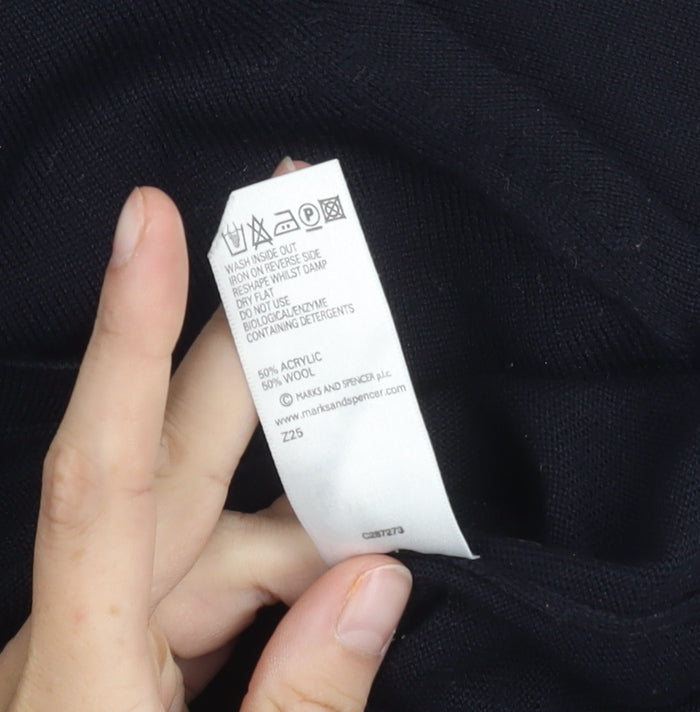 P
WASH INSIDE OUT
IRON ON REVERSE SIDE
RESHAPE WHILST DAMP
DRY FLAT
DO NOT USE
BIOLOGICAL/ENZYME
CONTAINING DETERGENTS
50% ACRYLIC
50% WOOL
© MARKS AND SPENCER p.l.c.
www.marksandspencer.com
Z25
C287273